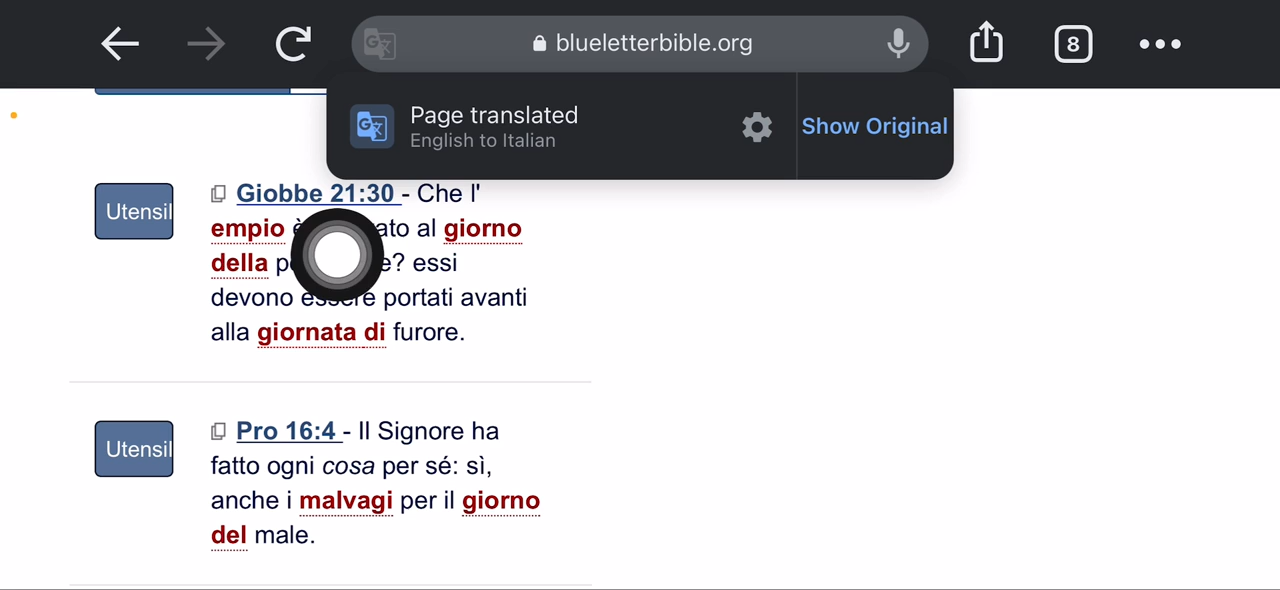 blueletterbible.org
8
Page translated
English to Italian
Show Original
Utensil
Giobbe 21:30 - Che l'
empio al giorno
della essi
devono essere portati avanti
alla giornata di furore.
Utensil
Pro 16:4 - Il Signore ha
fatto ogni cosa per sé: sì,
anche i malvagi per il giorno
del male.